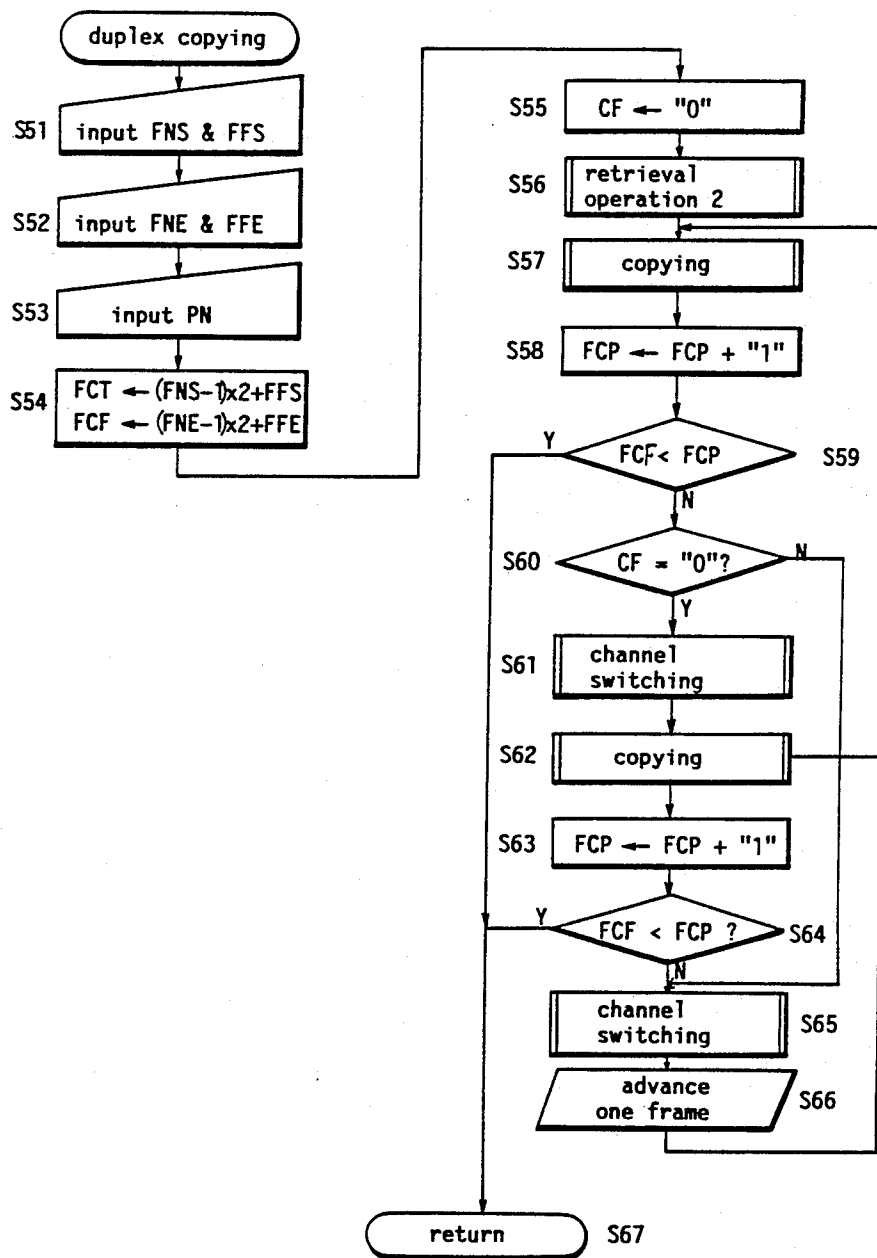 duplex copying
S51
input FNS & FFS
S52
input FNE & FFE
S53
input PN
S54
FCT ← (FNS-1)x2+FFS
FCF ← (FNE-1)x2+FFE
S55
CF ← "0"
S56
retrieval
operation 2
S57
copying
S58
FCP ← FCP + "1"
Y
FCF< FCP
S59
N
S60
CF = "0"?
N
Y
S61
channel
switching
S62
copying
S63
FCP ← FCP + "1"
Y
FCF < FCP ?
S64
N
channel
switching
S65
advance
one frame
S66
return
S67